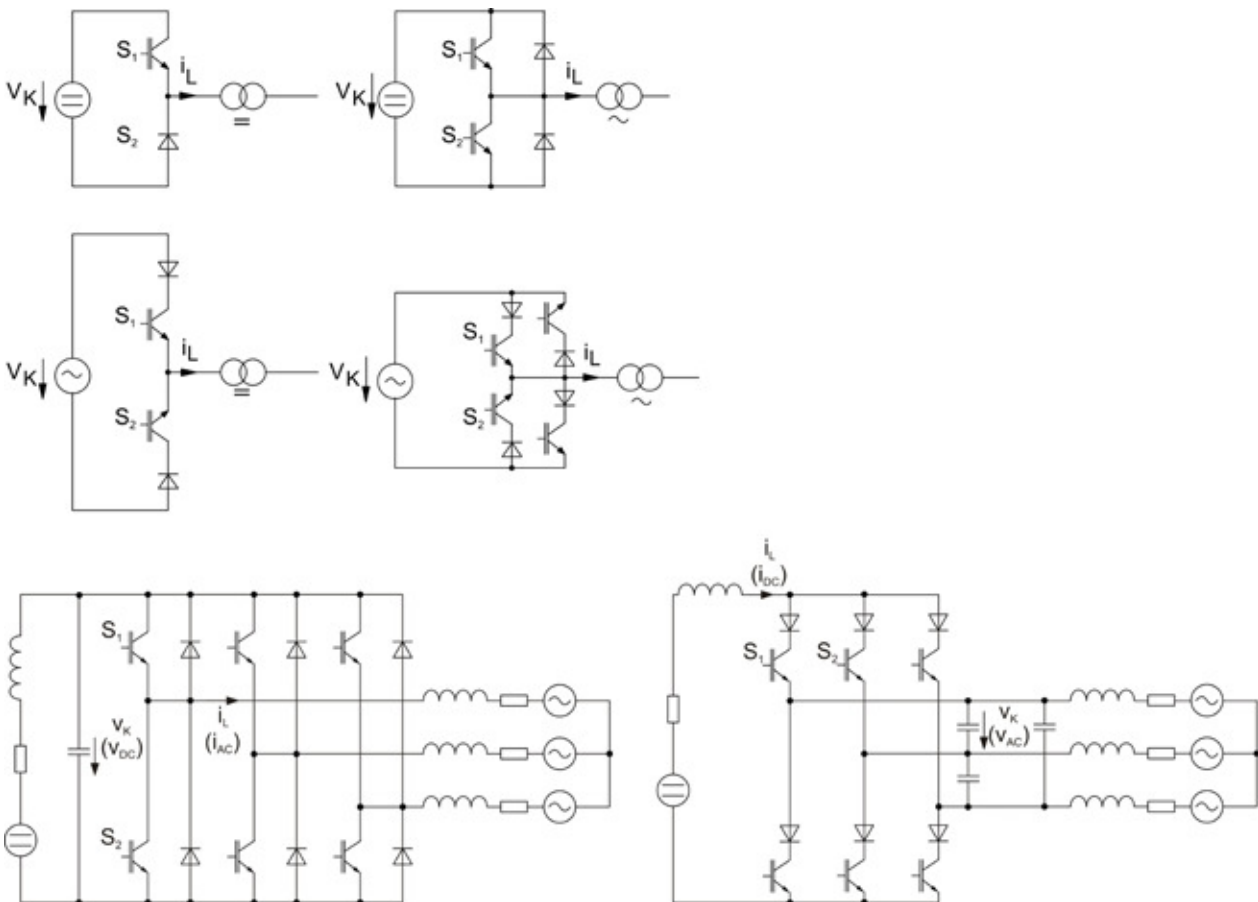 S1
iL
VK
S2
=
S1
iL
VK
S2
~
S1
iL
VK
S2
=
S1
iL
VK
S2
~
S1
vK
(vDC)
iL
(iAC)
S2
iL
(iDC)
S1
S2
vK
(vAC)